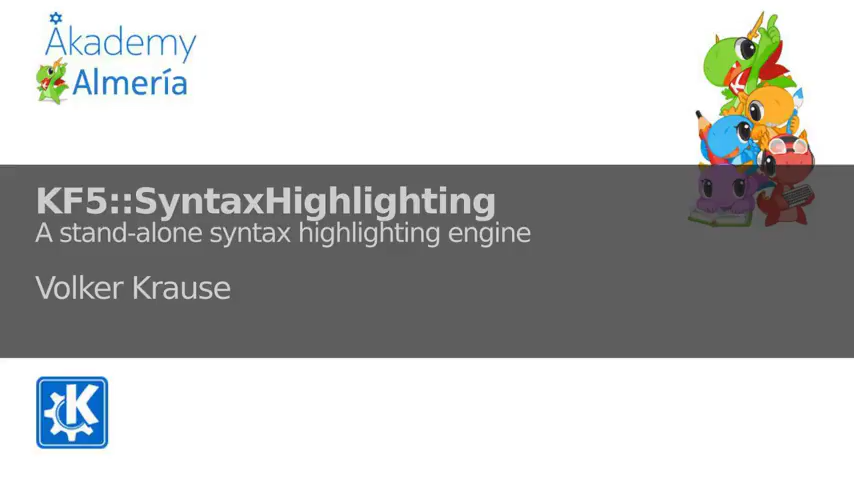 Akademy
Almería
KF5::SyntaxHighlighting
A stand-alone syntax highlighting engine
Volker Krause
K